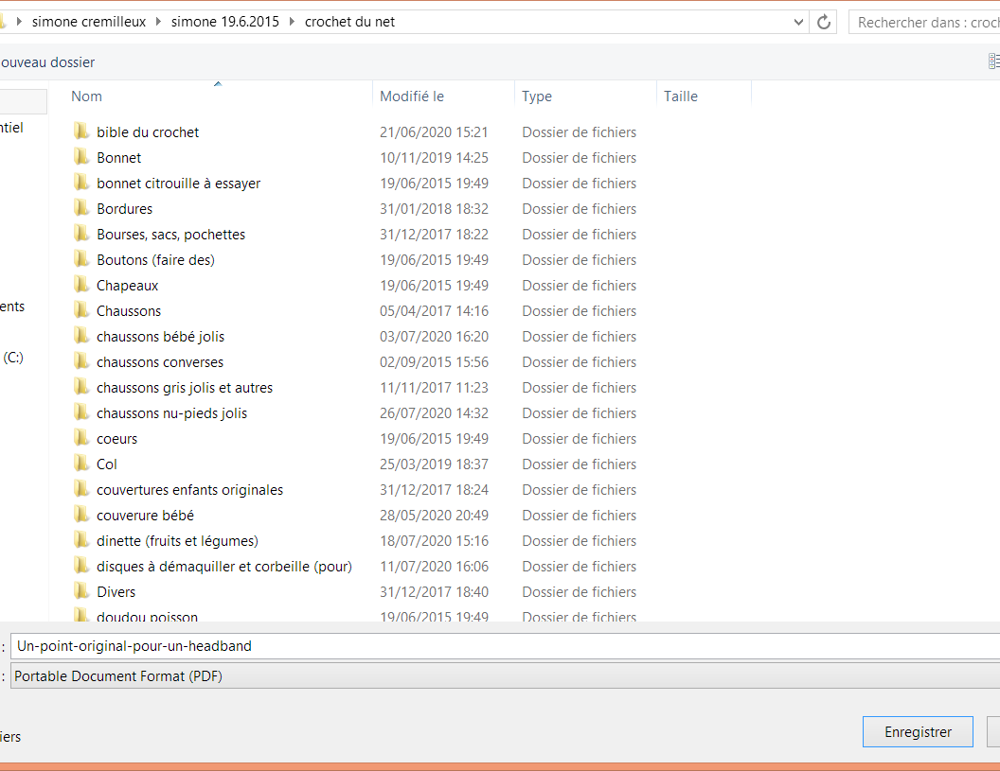 simone cremilleux simone 19.6.2015 crochet du net Rechercher dans : croch
ouveau dossier
Nom Modifié le Type Taille
bible du crochet 21/06/2020 15:21 Dossier de fichiers
ntiel
Bonnet 10/11/2019 14:25 Dossier de fichiers
bonnet citrouille à essayer 19/06/2015 19:49 Dossier de fichiers
Bordures 31/01/2018 18:32 Dossier de fichiers
Bourses, sacs, pochettes 31/12/2017 18:22 Dossier de fichiers
Boutons (faire des) 19/06/2015 19:49 Dossier de fichiers
Chapeaux 19/06/2015 19:49 Dossier de fichiers
ents
Chaussons 05/04/2017 14:16 Dossier de fichiers
chaussons bébé jolis 03/07/2020 16:20 Dossier de fichiers
(C:)
chaussons converses 02/09/2015 15:56 Dossier de fichiers
chaussons gris jolis et autres 11/11/2017 11:23 Dossier de fichiers
chaussons nu-pieds jolis 26/07/2020 14:32 Dossier de fichiers
coeurs 19/06/2015 19:49 Dossier de fichiers
Col 25/03/2019 18:37 Dossier de fichiers
couvertures enfants originales 31/12/2017 18:24 Dossier de fichiers
couverure bébé 28/05/2020 20:49 Dossier de fichiers
dinette (fruits et légumes) 18/07/2020 15:16 Dossier de fichiers
disques à démaquiller et corbeille (pour) 11/07/2020 16:06 Dossier de fichiers
Divers 31/12/2017 18:40 Dossier de fichiers
doudou poisson 19/06/2015 19:49 Dossier de fichiers
: Un-point-original-pour-un-headband
: Portable Document Format (PDF)
Enregistrer
iers